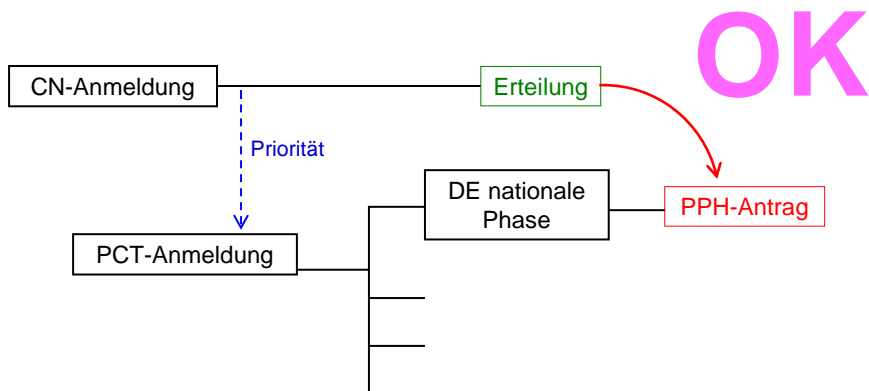 OK
CN-Anmeldung
Erteilung
Priorität
DE nationale
Phase
PPH-Antrag
PCT-Anmeldung